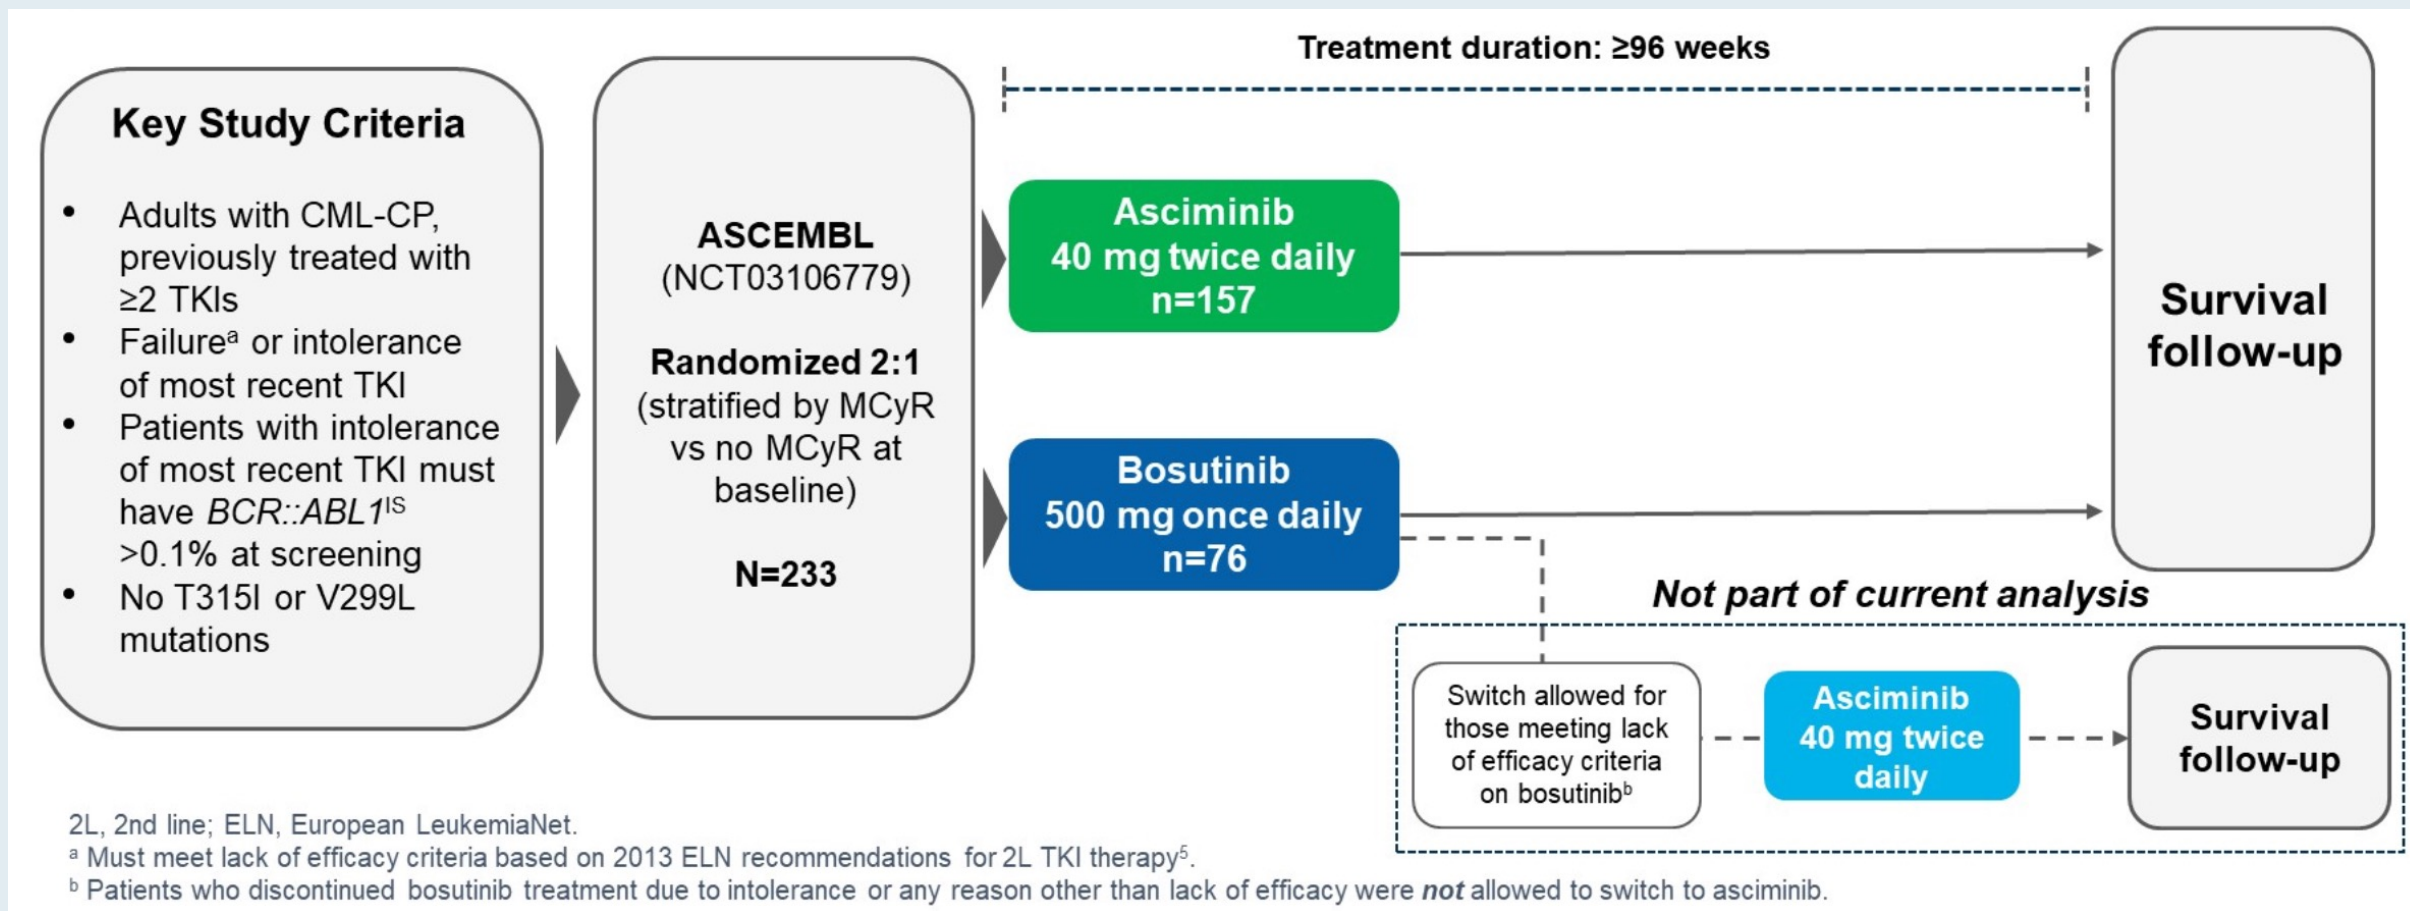 Key Study Criteria
• Adults with CML-CP,
previously treated with
≥2 TKIs
• Failureᵃ or intolerance
of most recent TKI
• Patients with intolerance
of most recent TKI must
have BCR::ABL1ᴵˢ
>0.1% at screening
• No T315I or V299L
mutations
ASCEMBL
(NCT03106779)
Randomized 2:1
(stratified by MCyR
vs no MCyR at
baseline)
N=233
Treatment duration: ≥96 weeks
Asciminib
40 mg twice daily
n=157
Bosutinib
500 mg once daily
n=76
Survival
follow-up
Not part of current analysis
Switch allowed for
those meeting lack
of efficacy criteria
on bosutinibᵇ
Asciminib
40 mg twice
daily
Survival
follow-up
2L, 2nd line; ELN, European LeukemiaNet.
ᵃ Must meet lack of efficacy criteria based on 2013 ELN recommendations for 2L TKI therapy⁵.
ᵇ Patients who discontinued bosutinib treatment due to intolerance or any reason other than lack of efficacy were not allowed to switch to asciminib.